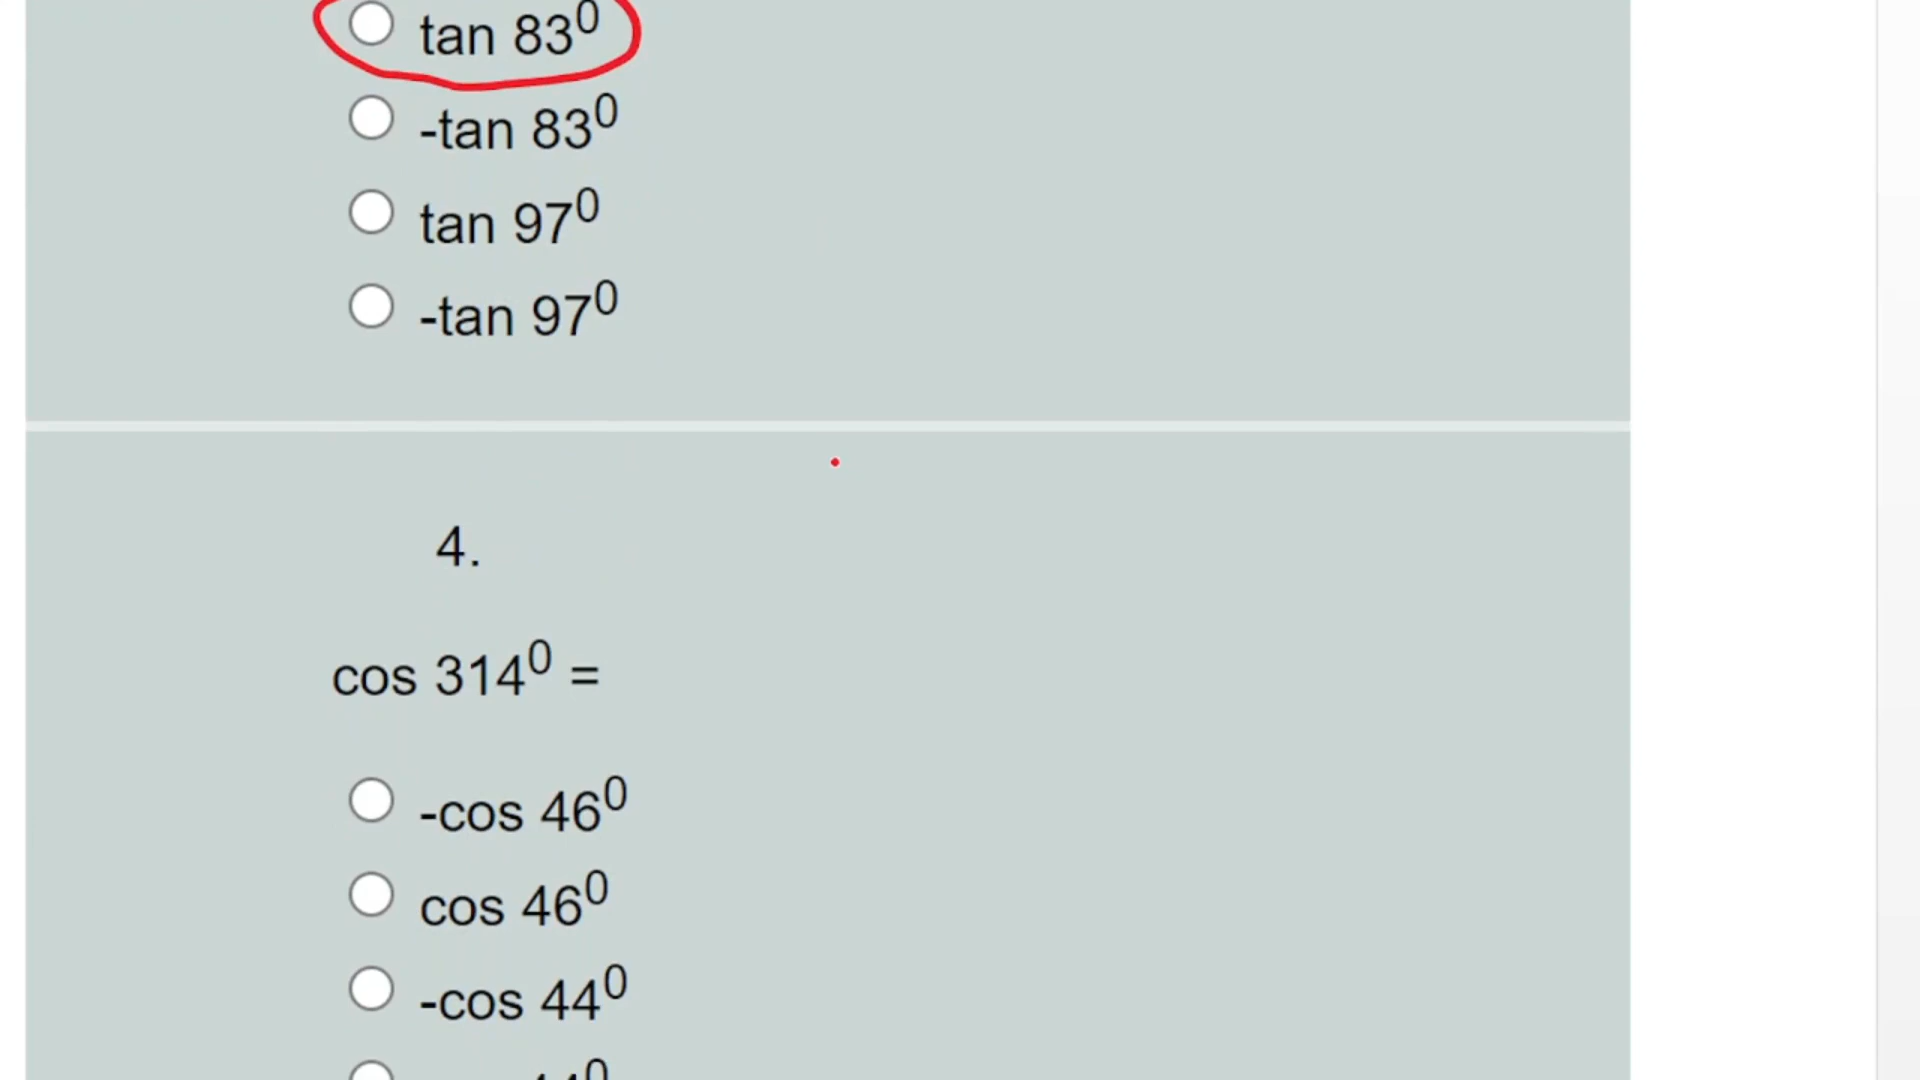 tan 83⁰
-tan 83⁰
tan 97⁰
-tan 97⁰
4.
cos 314⁰ =
-cos 46⁰
cos 46⁰
-cos 44⁰